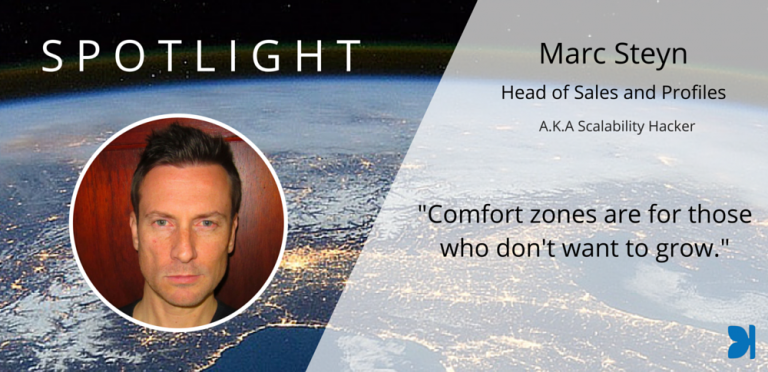 SPOTLIGHT
Marc Steyn
Head of Sales and Profiles
A.K.A Scalability Hacker
"Comfort zones are for those
who don't want to grow."